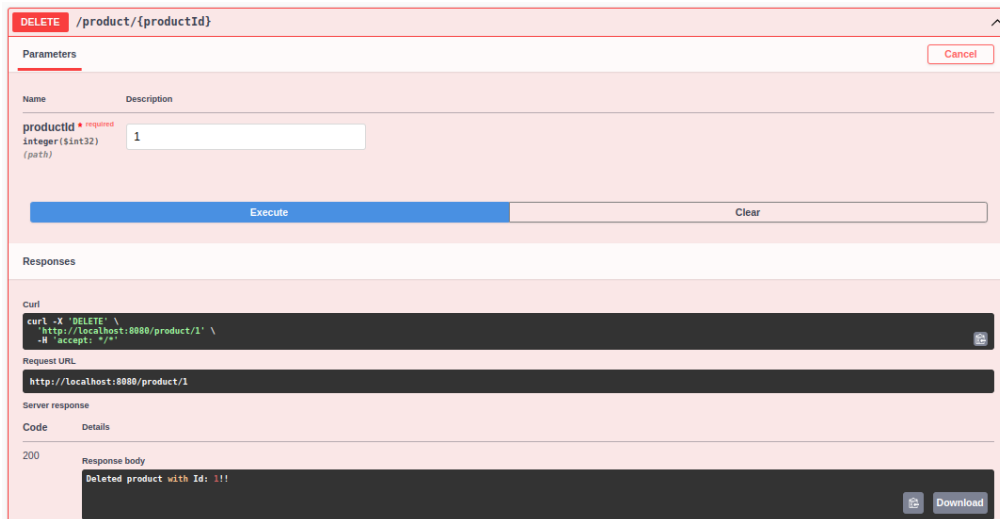 DELETE /product/{productId}
Parameters
Cancel
Name Description
productId * required
integer($int32)
(path)
1
Execute Clear
Responses
Curl
curl -X 'DELETE' \
'http://localhost:8080/product/1' \
-H 'accept: */*'
Request URL
http://localhost:8080/product/1
Server response
Code Details
200
Response body
Deleted product with Id: 1!!
Download